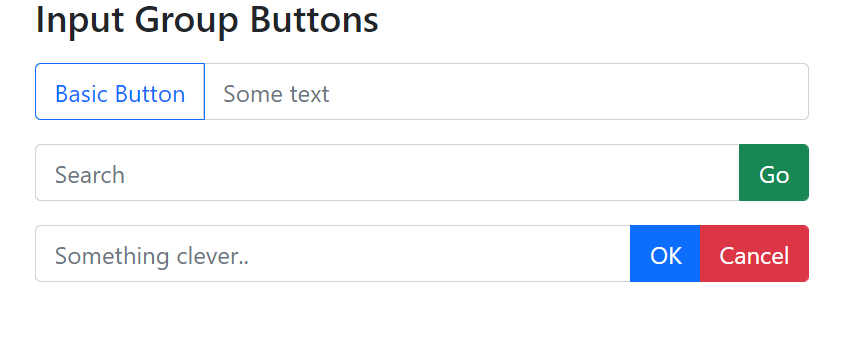 Input Group Buttons
Basic Button Some text
Search Go
Something clever.. OK Cancel